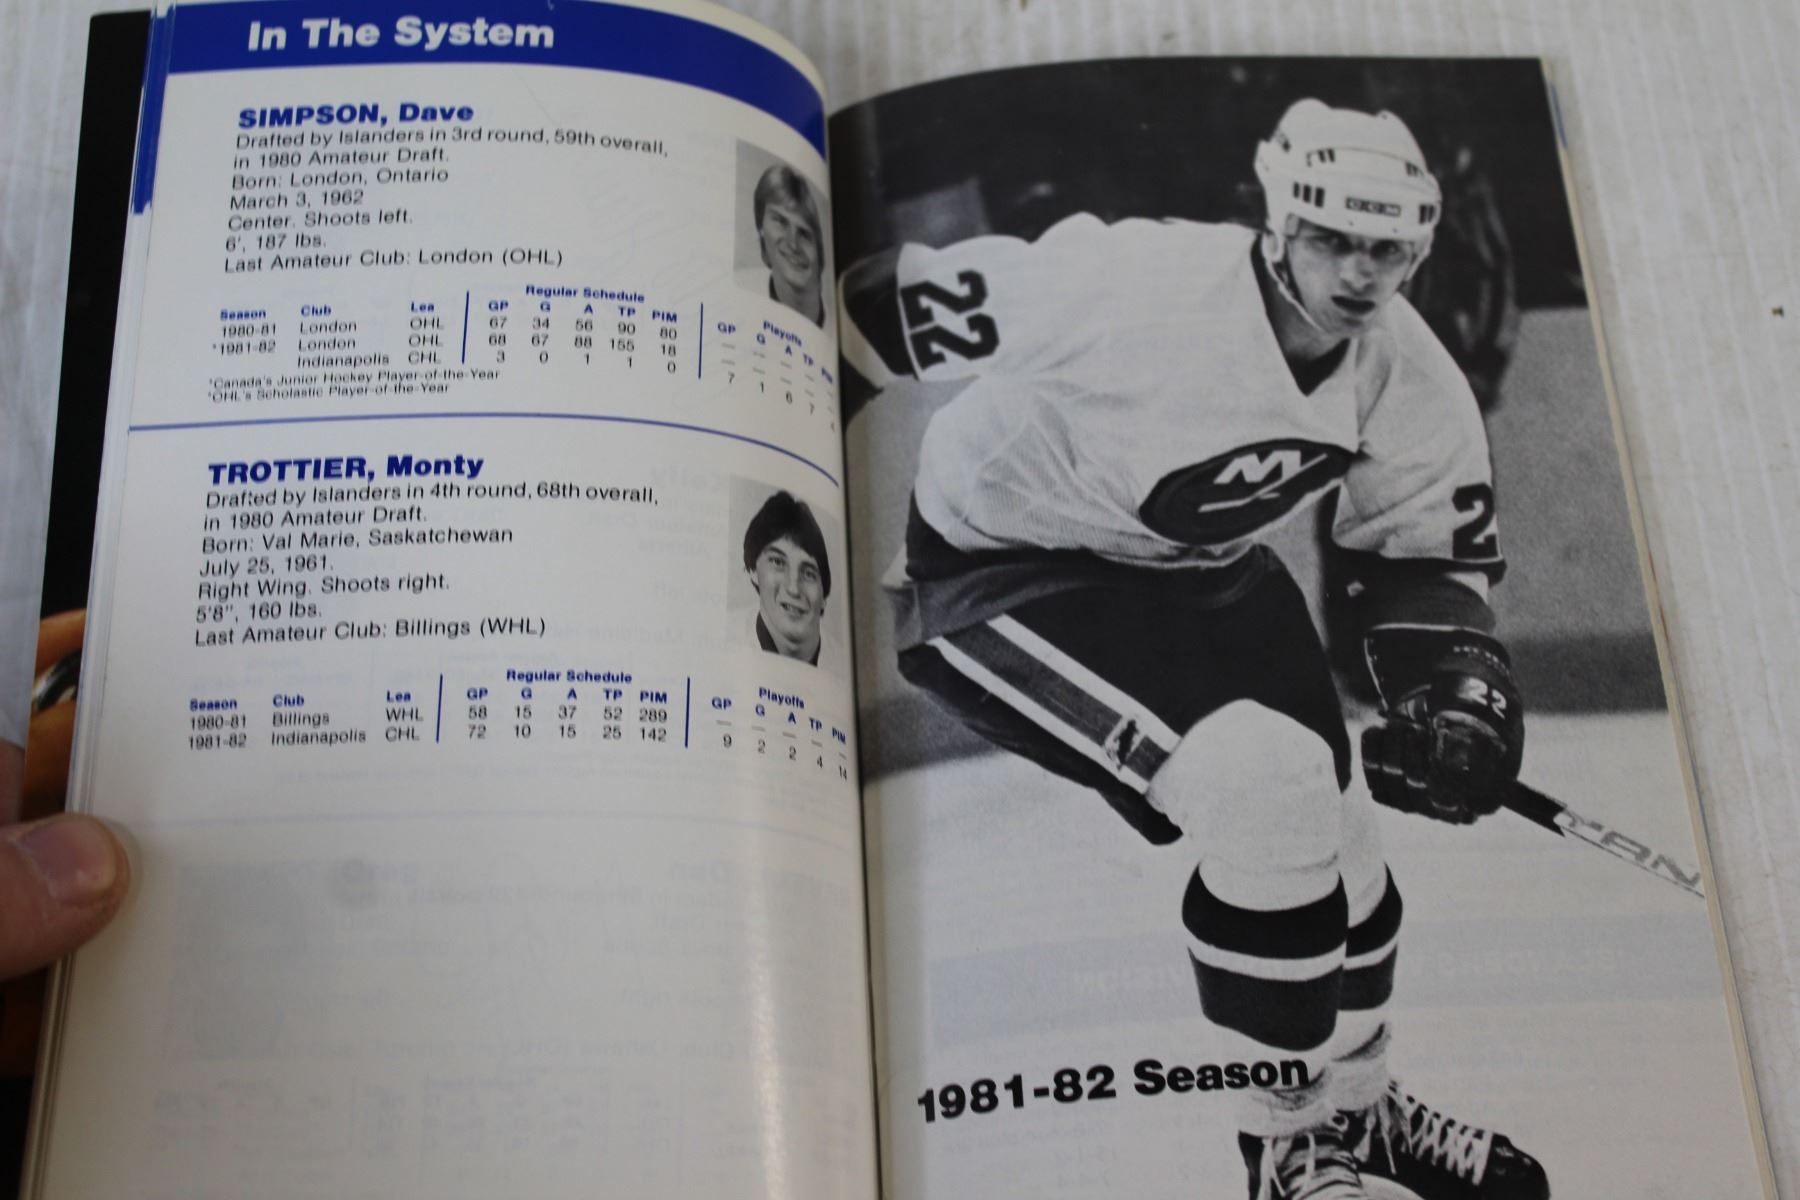 In The System
SIMPSON, Dave
Drafted by Islanders in 3rd round, 59th overall,
in 1980 Amateur Draft.
Born: London, Ontario
March 3, 1962
Center. Shoots left.
6', 187 lbs.
Last Amateur Club: London (OHL)
Regular Schedule Playoffs
Season Club Lea GP G A TP PIM GP G A TP PIM
1980-81 London OHL 67 34 56 90 80 — — — — —
*1981-82 London OHL 68 67 88 155 18 — — — — —
Indianapolis CHL 3 0 1 1 0 7 1 6 7 4
*Canada's Junior Hockey Player-of-the-Year
*OHL's Scholastic Player-of-the-Year
TROTTIER, Monty
Drafted by Islanders in 4th round, 68th overall,
in 1980 Amateur Draft.
Born: Val Marie, Saskatchewan
July 25, 1961.
Right Wing. Shoots right.
5'8", 160 lbs.
Last Amateur Club: Billings (WHL)
Regular Schedule Playoffs
Season Club Lea GP G A TP PIM GP G A TP PIM
1980-81 Billings WHL 58 15 37 52 289 — — — — —
1981-82 Indianapolis CHL 72 10 15 25 142 9 2 2 4 14
22
CCM
NY
2
22
1981-82 Season